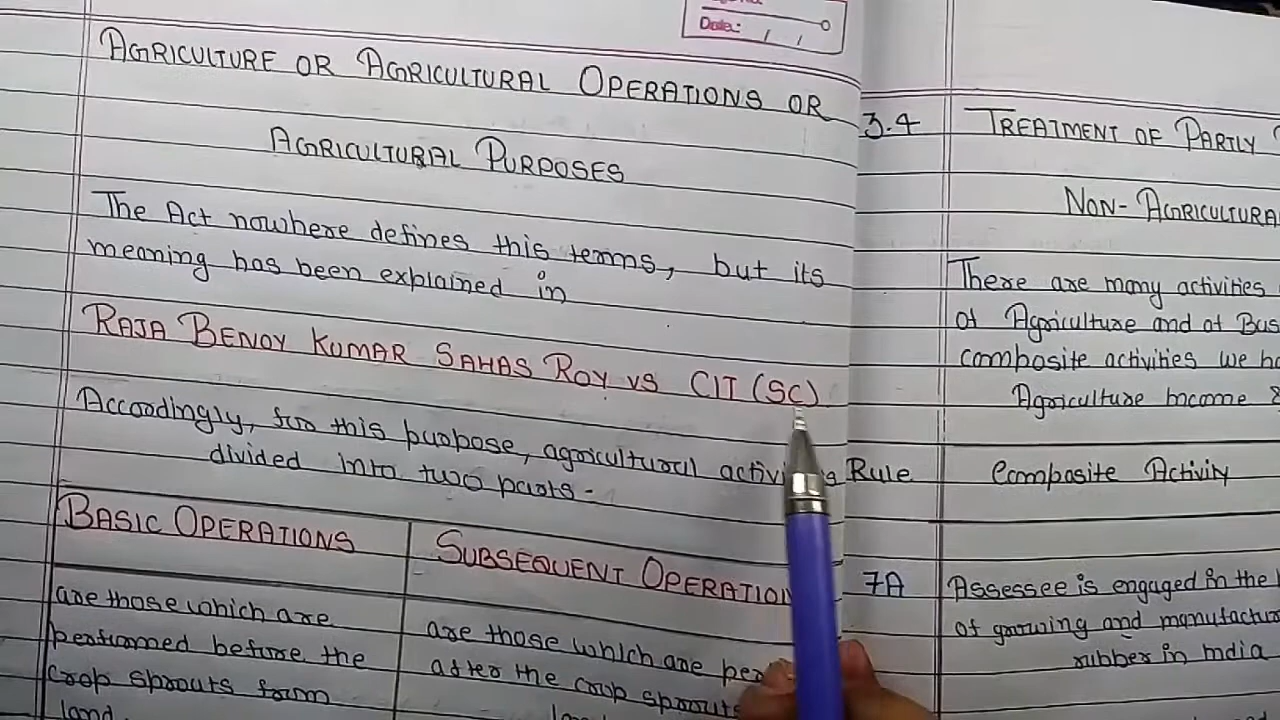 Date: / /
AGRICULTURE OR AGRICULTURAL OPERATIONS OR
AGRICULTURAL PURPOSES
The Act nowhere defines this terms, but its
meaning has been explained in
RAJA BENOY KUMAR SAHAS ROY VS CIT (SC)
Accordingly, for this purpose, agricultural
divided into two parts -
BASIC OPERATIONS
are those which are
performed before the
crop sprouts form
land.
SUBSEQUENT OPERATION
are those which are
after the crop sprouts
3.4 TREATMENT OF PARTLY
NON-AGRICULTURA
There are many activities
of Agriculture and of Bus
composite activities we ha
Agriculture Income &
Rule Composite Activity
7A Assessee is engaged in the
of growing and manufactu
rubber in India